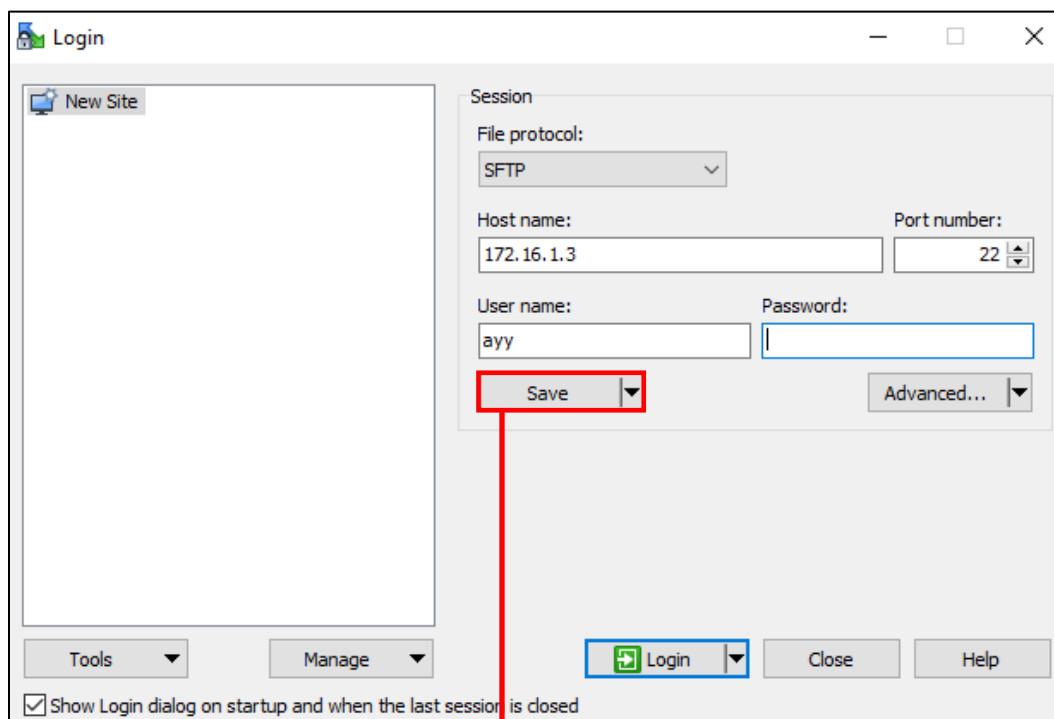 Login
New Site
Session
File protocol:
SFTP
Host name:
Port number:
172.16.1.3
22
User name:
Password:
ayy
Save
Advanced...
Tools
Manage
Login
Close
Help
Show Login dialog on startup and when the last session is closed